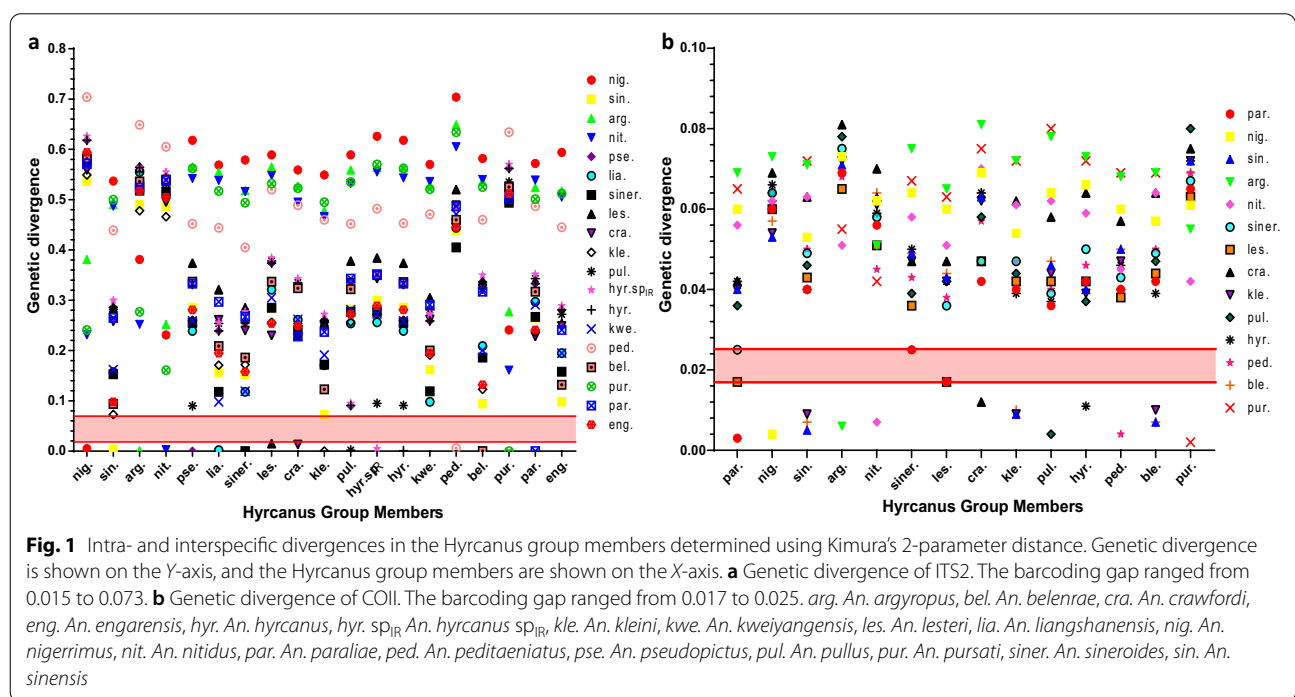 a
0.8
0.7
0.6
0.5
0.4
0.3
0.2
0.1
0.0
Genetic divergence
nig. sin. arg. nit. pse. lia. siner. les. cra. kle. pul. hyr.spIR hyr. kwe. ped. bel. pur. par. eng.
Hyrcanus Group Members
nig.
sin.
arg.
nit.
pse.
lia.
siner.
les.
cra.
kle.
pul.
hyr.spIR
hyr.
kwe.
ped.
bel.
pur.
par.
eng.
b
0.10
0.08
0.06
0.04
0.02
0.00
Genetic divergence
par. nig. sin. arg. nit. siner. les. cra. kle. pul. hyr. ped. ble. pur.
Hyrcanus Group Members
par.
nig.
sin.
arg.
nit.
siner.
les.
cra.
kle.
pul.
hyr.
ped.
ble.
pur.
Fig. 1 Intra- and interspecific divergences in the Hyrcanus group members determined using Kimura's 2-parameter distance. Genetic divergence
is shown on the Y-axis, and the Hyrcanus group members are shown on the X-axis. a Genetic divergence of ITS2. The barcoding gap ranged from
0.015 to 0.073. b Genetic divergence of COII. The barcoding gap ranged from 0.017 to 0.025. arg. An. argyropus, bel. An. belenrae, cra. An. crawfordi,
eng. An. engarensis, hyr. An. hyrcanus, hyr. spIR An. hyrcanus spIR, kle. An. kleini, kwe. An. kweiyangensis, les. An. lesteri, lia. An. liangshanensis, nig. An.
nigerrimus, nit. An. nitidus, par. An. paraliae, ped. An. peditaeniatus, pse. An. pseudopictus, pul. An. pullus, pur. An. pursati, siner. An. sineroides, sin. An.
sinensis